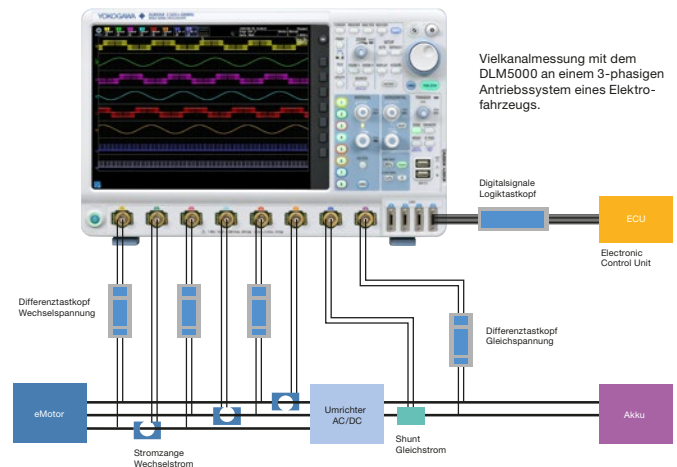 YOKOGAWA
Vielkanalmessung mit dem
DLM5000 an einem 3-phasigen
Antriebssystem eines Elektro-
fahrzeugs.
Digitalsignale
Logiktastkopf
ECU
Electronic
Control Unit
Differenztastkopf
Wechselspannung
Differenztastkopf
Gleichspannung
eMotor
Umrichter
AC/DC
Akku
Shunt
Gleichstrom
Stromzange
Wechselstrom